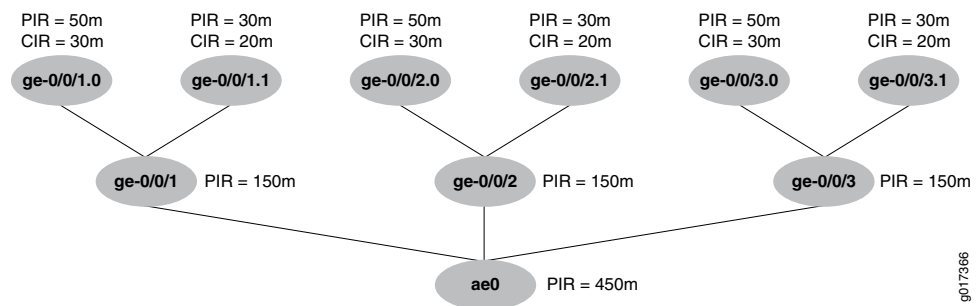 PIR = 50m
CIR = 30m
PIR = 30m
CIR = 20m
PIR = 50m
CIR = 30m
PIR = 30m
CIR = 20m
PIR = 50m
CIR = 30m
PIR = 30m
CIR = 20m
ge-0/0/1.0
ge-0/0/1.1
ge-0/0/2.0
ge-0/0/2.1
ge-0/0/3.0
ge-0/0/3.1
ge-0/0/1
PIR = 150m
ge-0/0/2
PIR = 150m
ge-0/0/3
PIR = 150m
ae0
PIR = 450m
g017366